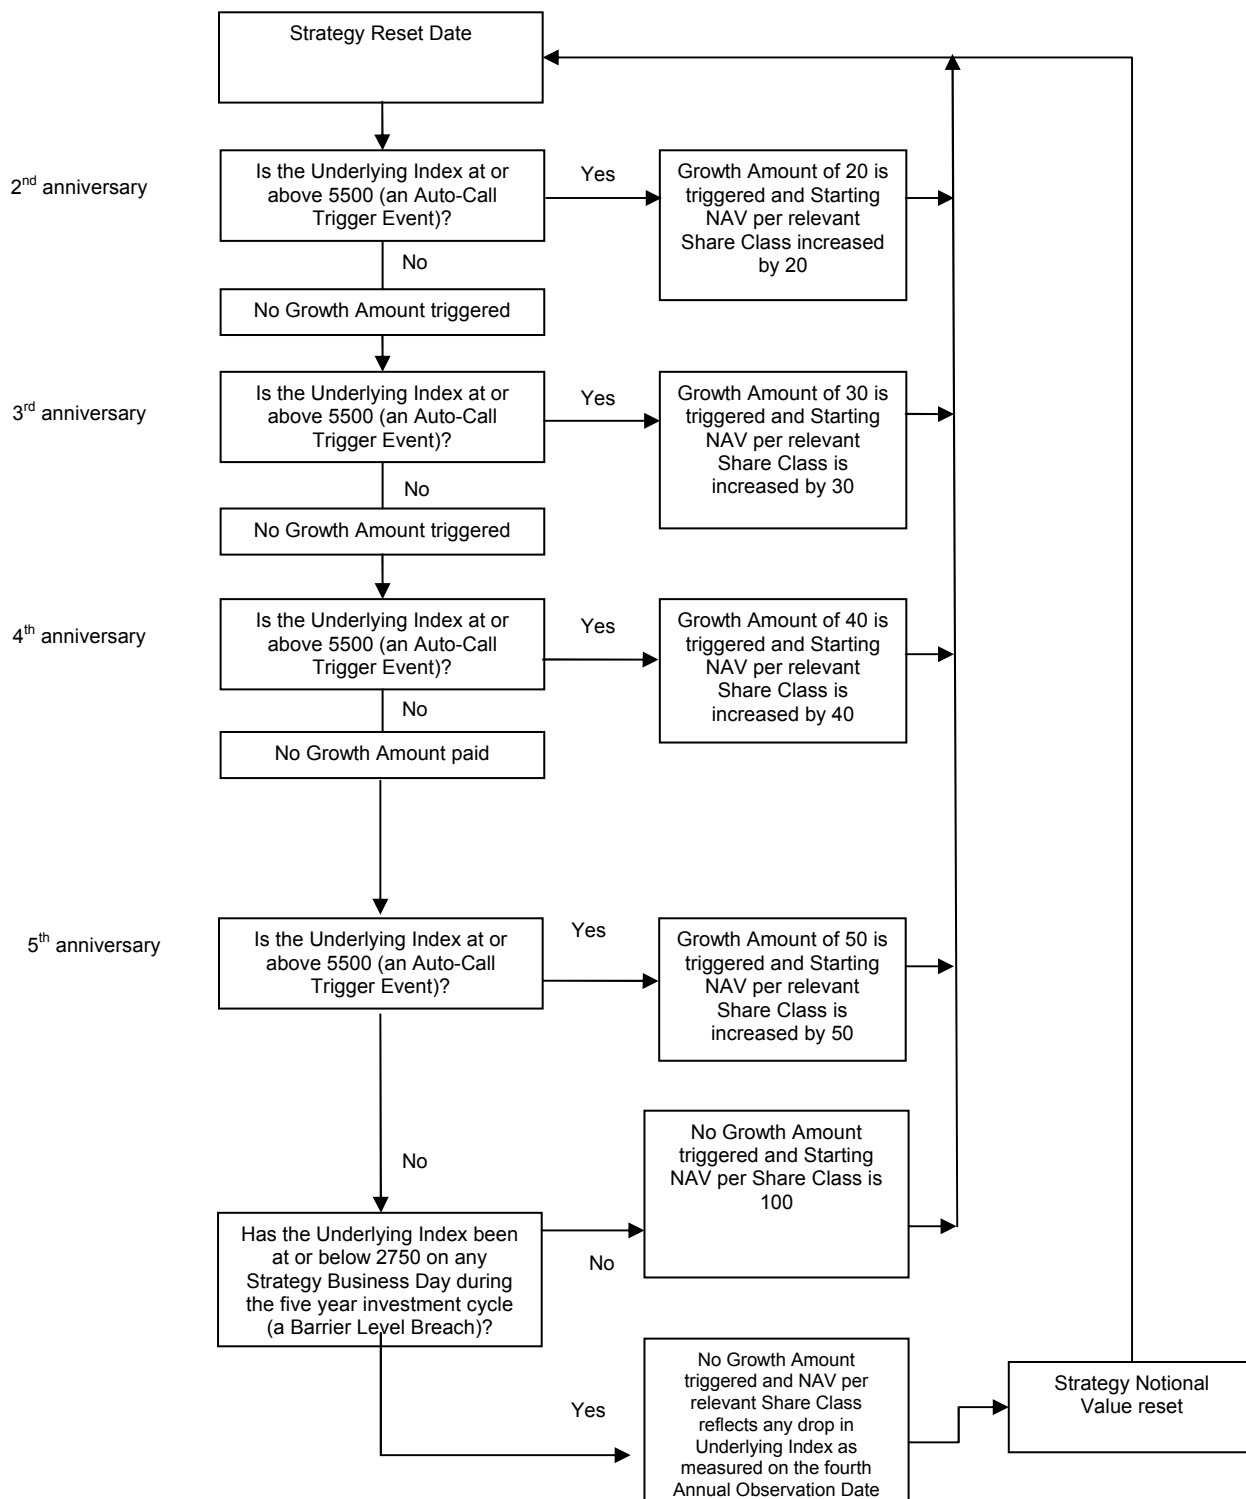 Strategy Reset Date
2nd anniversary
Is the Underlying Index at or
above 5500 (an Auto-Call
Trigger Event)?
Yes
Growth Amount of 20 is
triggered and Starting
NAV per relevant
Share Class increased
by 20
No
No Growth Amount triggered
3rd anniversary
Is the Underlying Index at or
above 5500 (an Auto-Call
Trigger Event)?
Yes
Growth Amount of 30 is
triggered and Starting
NAV per relevant
Share Class is
increased by 30
No
No Growth Amount triggered
4th anniversary
Is the Underlying Index at or
above 5500 (an Auto-Call
Trigger Event)?
Yes
Growth Amount of 40 is
triggered and Starting
NAV per relevant
Share Class is
increased by 40
No
No Growth Amount paid
5th anniversary
Is the Underlying Index at or
above 5500 (an Auto-Call
Trigger Event)?
Yes
Growth Amount of 50 is
triggered and Starting
NAV per relevant
Share Class is
increased by 50
No
Has the Underlying Index been
at or below 2750 on any
Strategy Business Day during
the five year investment cycle
(a Barrier Level Breach)?
No
No Growth Amount
triggered and Starting
NAV per Share Class is
100
Yes
No Growth Amount
triggered and NAV per
relevant Share Class
reflects any drop in
Underlying Index as
measured on the fourth
Annual Observation Date
Strategy Notional
Value reset